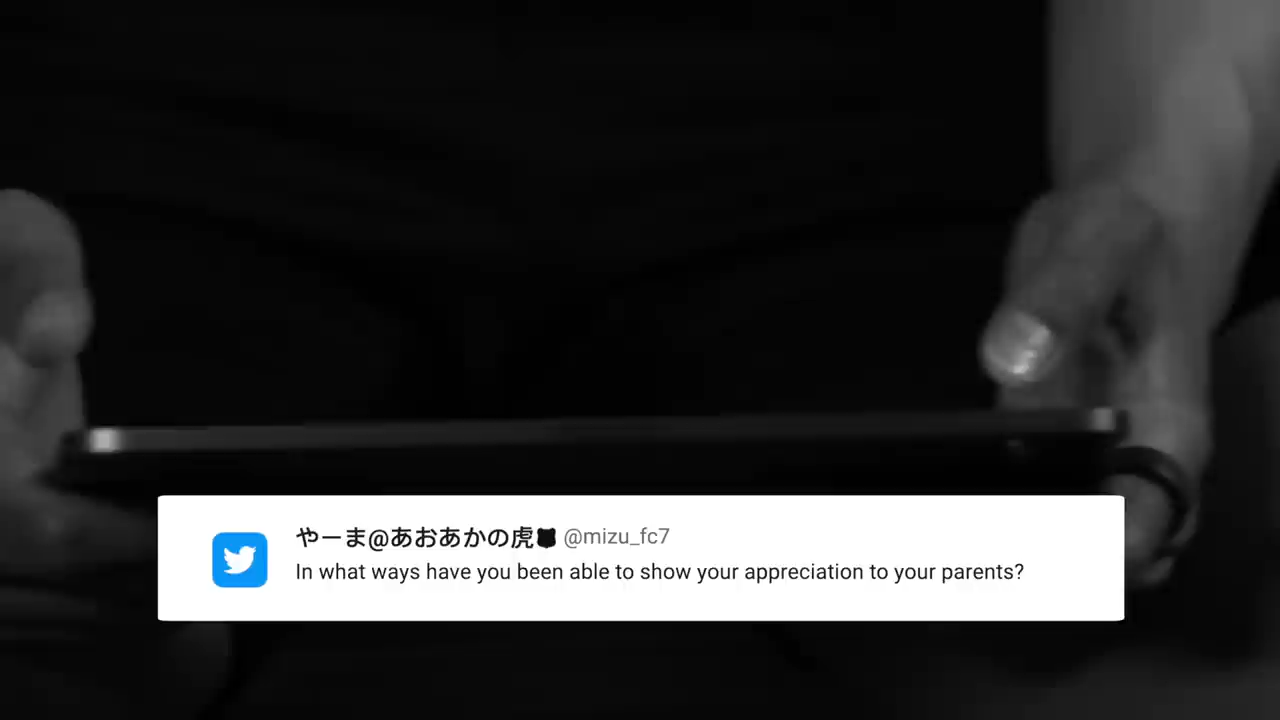 やーま@あおあかの虎 @mizu_fc7
In what ways have you been able to show your appreciation to your parents?